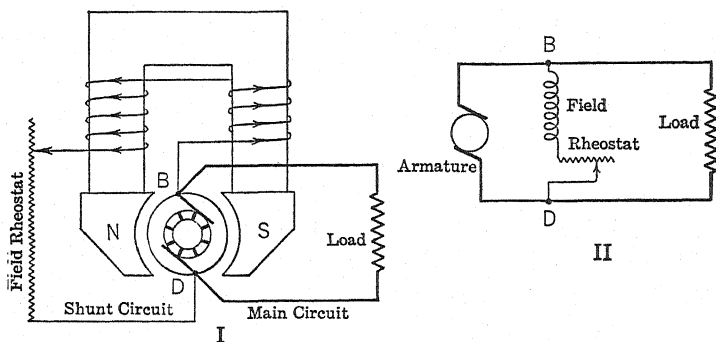 Field Rheostat
N
B
S
D
Load
Shunt Circuit
Main Circuit
I
B
Field
Rheostat
Armature
Load
D
II